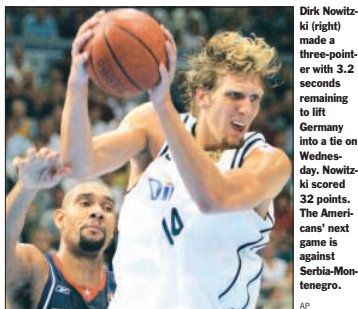 Dirk Nowitz-
ki (right)
made a
three-point-
er with 3.2
seconds
remaining
to lift
Germany
into a tie on
Wednes-
day. Nowitz-
ki scored
32 points.
The Ameri-
cans’ next
game is
against
Serbia-Mon-
tenegro.
AP
14